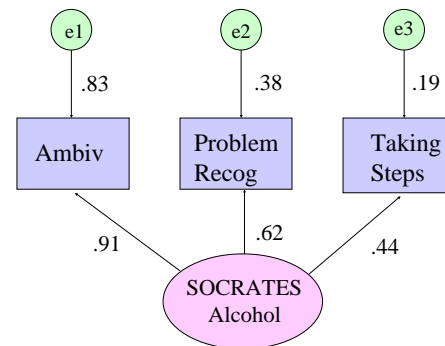 e1
e2
e3
.83
.38
.19
Ambiv
Problem
Recog
Taking
Steps
.91
.62
.44
SOCRATES
Alcohol